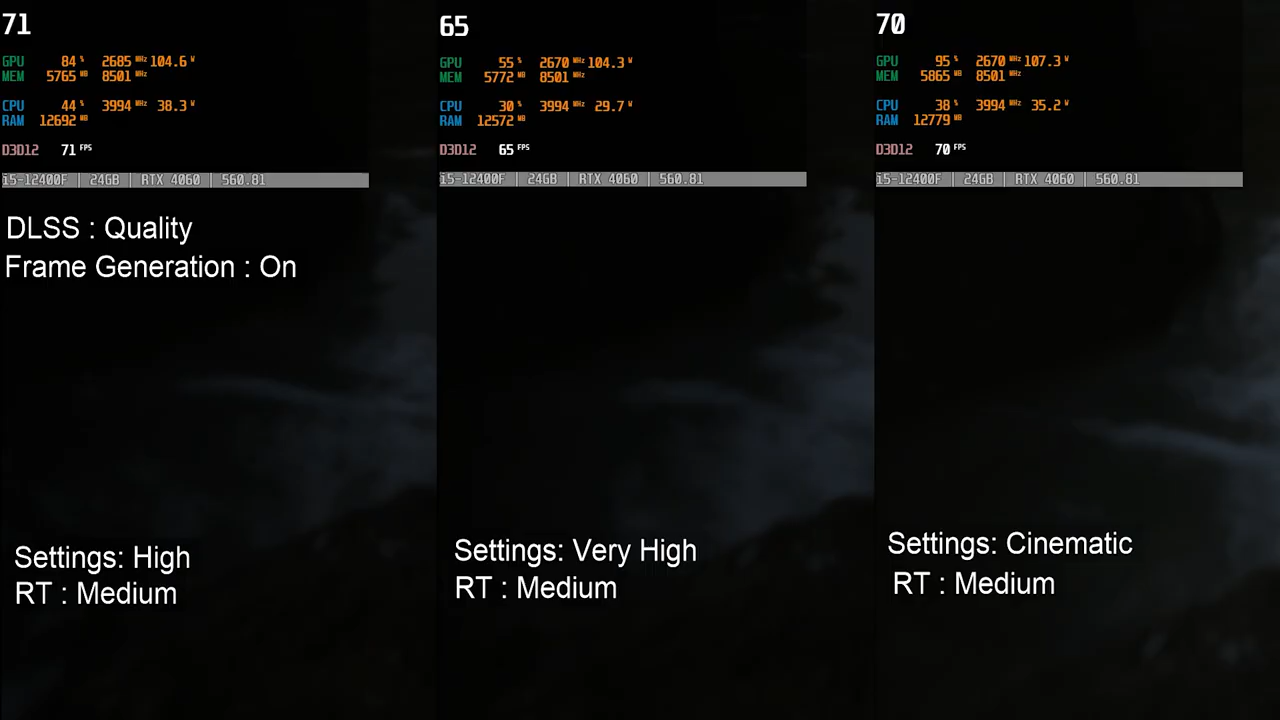 71
GPU 84 % 2685 MHz 104.6 W
MEM 5765 MB 8501 MHz
CPU 44 % 3994 MHz 38.3 W
RAM 12692 MB
D3D12 71 FPS
i5-12400F | 24GB | RTX 4060 | 560.81
DLSS : Quality
Frame Generation : On
Settings: High
RT : Medium
65
GPU 55 % 2670 MHz 104.3 W
MEM 5772 MB 8501 MHz
CPU 30 % 3994 MHz 29.7 W
RAM 12572 MB
D3D12 65 FPS
i5-12400F | 24GB | RTX 4060 | 560.81
Settings: Very High
RT : Medium
70
GPU 95 % 2670 MHz 107.3 W
MEM 5865 MB 8501 MHz
CPU 38 % 3994 MHz 35.2 W
RAM 12779 MB
D3D12 70 FPS
i5-12400F | 24GB | RTX 4060 | 560.81
Settings: Cinematic
RT : Medium